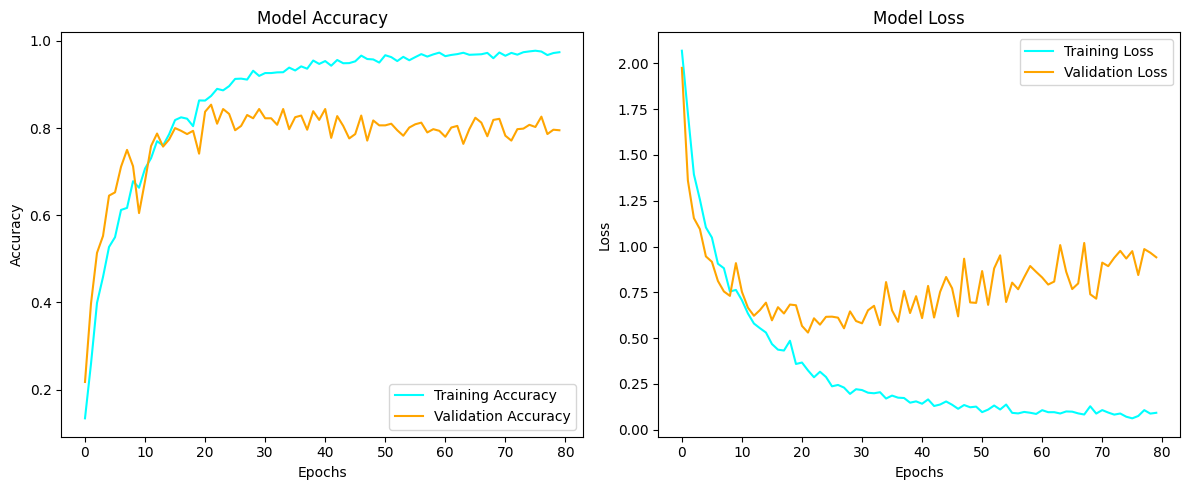 Model Accuracy
1.0
0.8
0.6
0.4
0.2
Accuracy
0 10 20 30 40 50 60 70 80
Epochs
Training Accuracy
Validation Accuracy
Model Loss
2.00
1.75
1.50
1.25
1.00
0.75
0.50
0.25
0.00
Loss
0 10 20 30 40 50 60 70 80
Epochs
Training Loss
Validation Loss